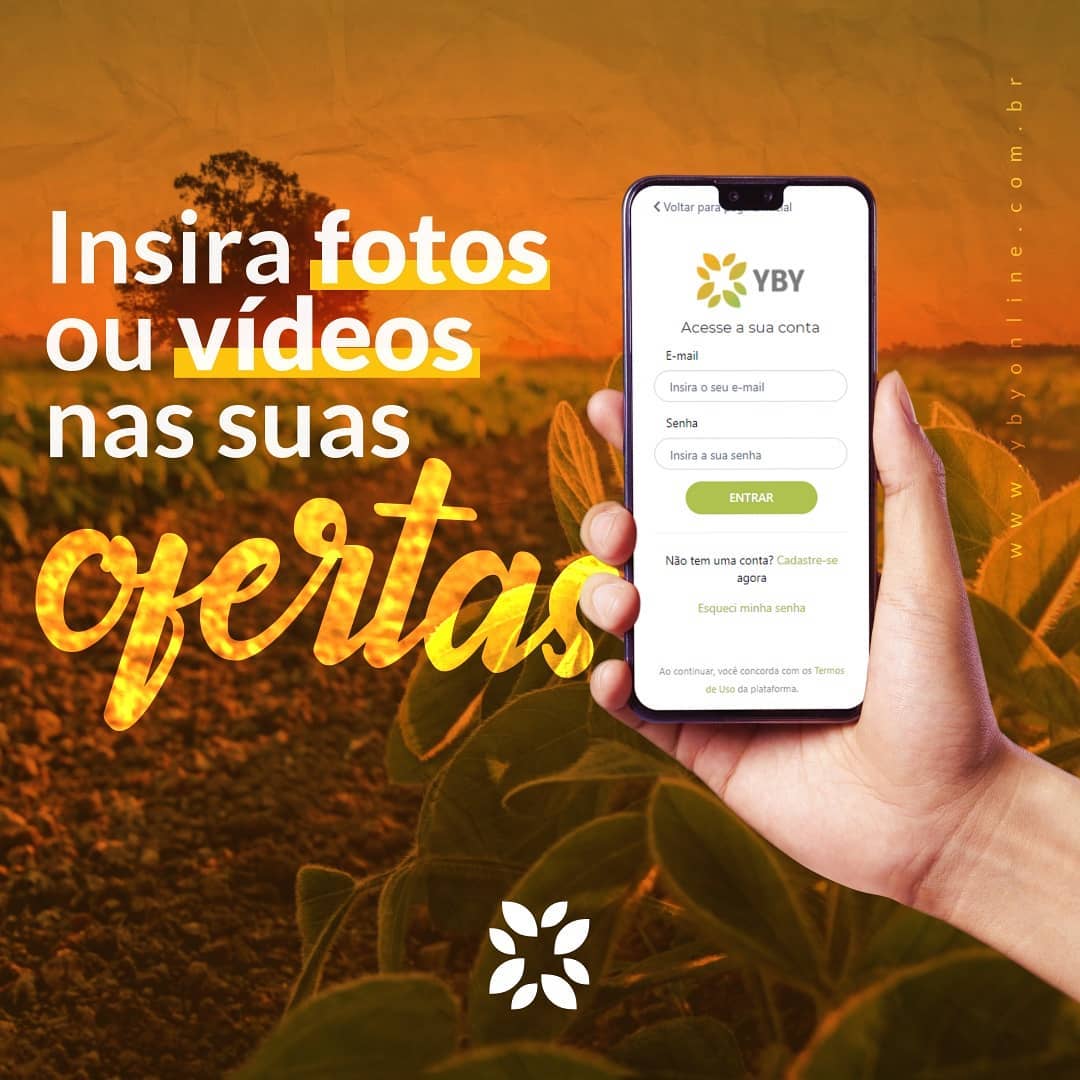 Insira fotos
ou vídeos
nas suas
ofertas
www.ybyonline.com.br
Voltar para
YBY
Acesse a sua conta
E-mail
Insira o seu e-mail
Senha
Insira a sua senha
ENTRAR
Não tem uma conta? Cadastre-se
agora
Esqueci minha senha
Ao continuar, você concorda com os Termos
de Uso da plataforma.